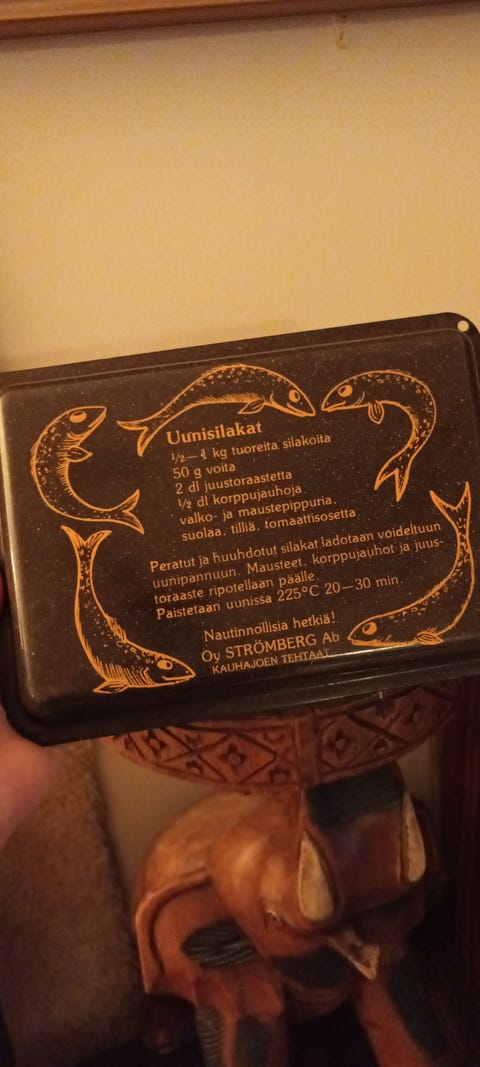 Uunisilakat
½—1 kg tuoreita silakoita
50 g voita
2 dl juustoraastetta
½ dl korppujauhoja
valko- ja maustepippuria.
suolaa. tilliä. tomaattisosetta
Peratut ja huuhdotut silakat ladotaan voideltuun
uunipannuun. Mausteet, korppujauhot ja juus-
toraaste ripotellaan päälle.
Paistetaan uunissa 225°C 20—30 min.
Nautinnollisia hetkiä!
Oy STRÖMBERG Ab
KAUHAJOEN TEHTAAT